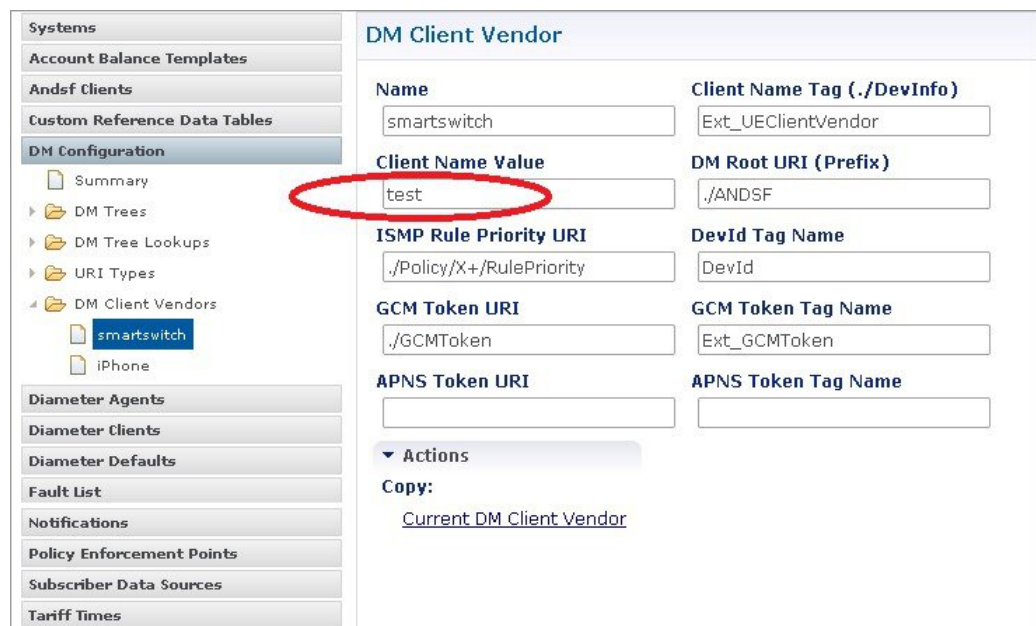 Systems
Account Balance Templates
Andsf Clients
Custom Reference Data Tables
DM Configuration
Summary
DM Trees
DM Tree Lookups
URI Types
DM Client Vendors
smartswitch
iPhone
Diameter Agents
Diameter Clients
Diameter Defaults
Fault List
Notifications
Policy Enforcement Points
Subscriber Data Sources
Tariff Times
DM Client Vendor
Name
Client Name Tag (./DevInfo)
smartswitch
Ext_UEClientVendor
Client Name Value
DM Root URI (Prefix)
test
./ANDSF
ISMP Rule Priority URI
DevId Tag Name
./Policy/X+/RulePriority
DevId
GCM Token URI
GCM Token Tag Name
./GCMToken
Ext_GCMToken
APNS Token URI
APNS Token Tag Name
Actions
Copy:
Current DM Client Vendor